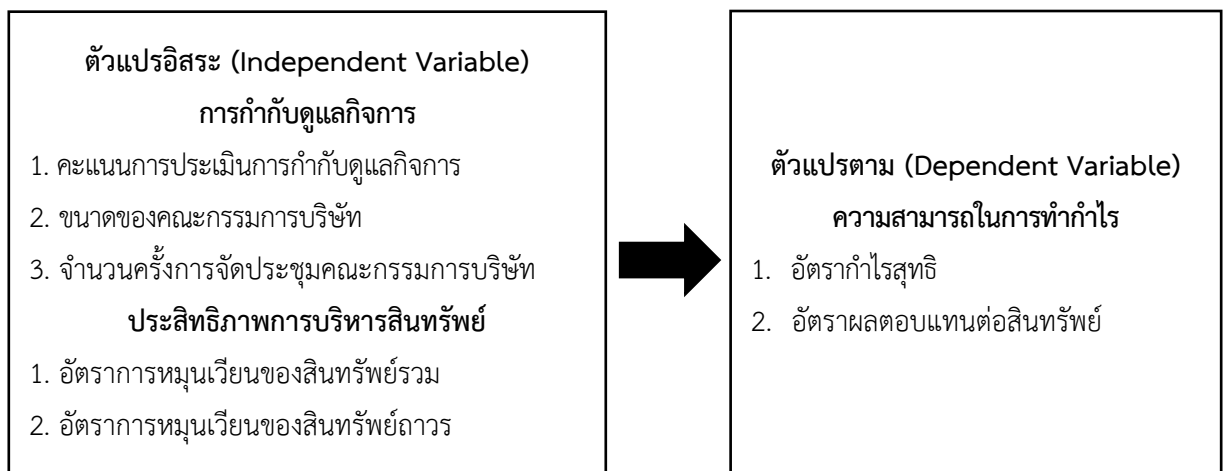 ตัวแปรอิสระ (Independent Variable)
การกำกับดูแลกิจการ
1. คะแนนการประเมินการกำกับดูแลกิจการ
2. ขนาดของคณะกรรมการบริษัท
3. จำนวนครั้งการจัดประชุมคณะกรรมการบริษัท
ประสิทธิภาพการบริหารสินทรัพย์
1. อัตราการหมุนเวียนของสินทรัพย์รวม
2. อัตราการหมุนเวียนของสินทรัพย์ถาวร
ตัวแปรตาม (Dependent Variable)
ความสามารถในการทำกำไร
1. อัตรากำไรสุทธิ
2. อัตราผลตอบแทนต่อสินทรัพย์